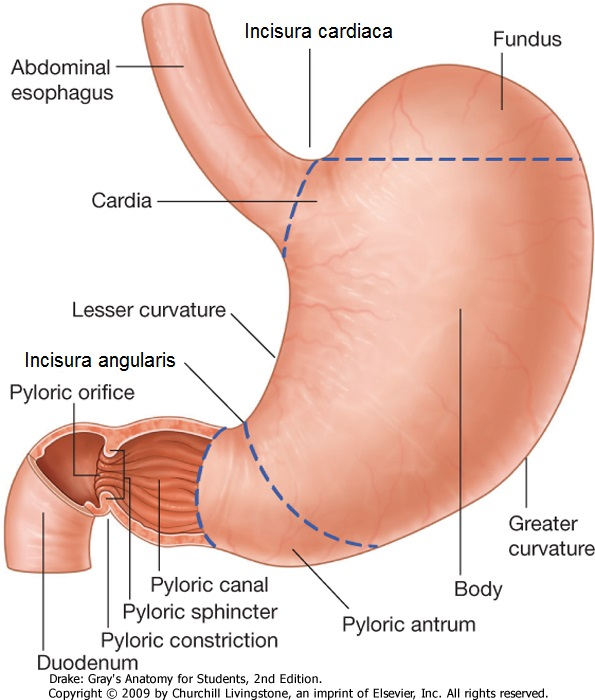 Incisura cardiaca
Fundus
Abdominal
esophagus
Cardia
Lesser curvature
Incisura angularis
Pyloric orifice
Greater
curvature
Body
Pyloric canal
Pyloric antrum
Pyloric sphincter
Pyloric constriction
Duodenum
Drake: Gray's Anatomy for Students, 2nd Edition.
Copyright © 2009 by Churchill Livingstone, an imprint of Elsevier, Inc. All rights reserved.